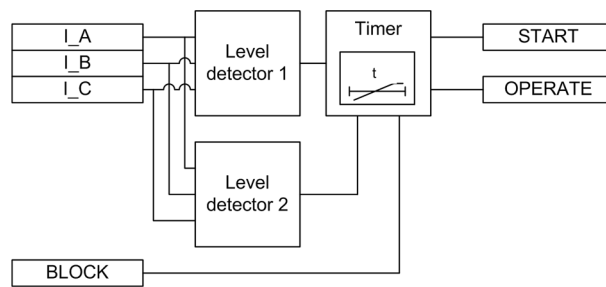 I_A
I_B
I_C
Level
detector 1
Timer
t
START
OPERATE
Level
detector 2
BLOCK